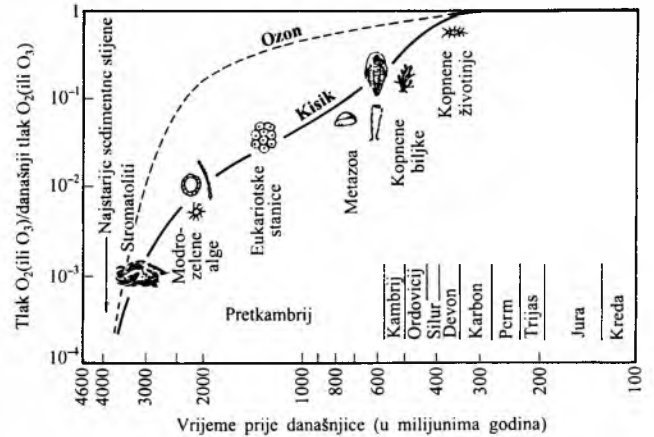 Tlak O₂(ili O₃)/današnji tlak O₂(ili O₃)
1
10⁻¹
10⁻²
10⁻³
10⁻⁴
Najstarije sedimentne stijene
Stromatoliti
Modro-
zelene
alge
Ozon
Kisik
Eukariotske
stanice
Metazoa
Kopnene
biljke
Kopnene
životinje
Pretkambrij
Kambrij
Ordovicij
Silur
Devon
Karbon
Perm
Trijas
Jura
Kreda
4600
4000
3000
2000
1000
800
600
400
300
200
100
Vrijeme prije današnjice (u milijunima godina)